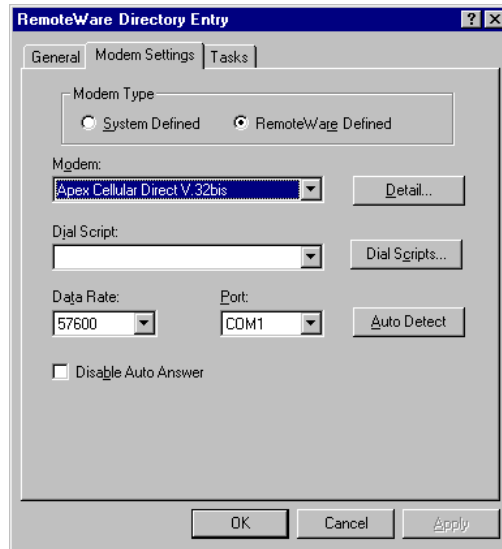 RemoteWare Directory Entry
General Modem Settings Tasks
Modem Type
System Defined RemoteWare Defined
Modem:
Apex Cellular Direct V.32bis Detail...
Dial Script:
Dial Scripts...
Data Rate: Port:
57600 COM1 Auto Detect
Disable Auto Answer
OK Cancel Apply